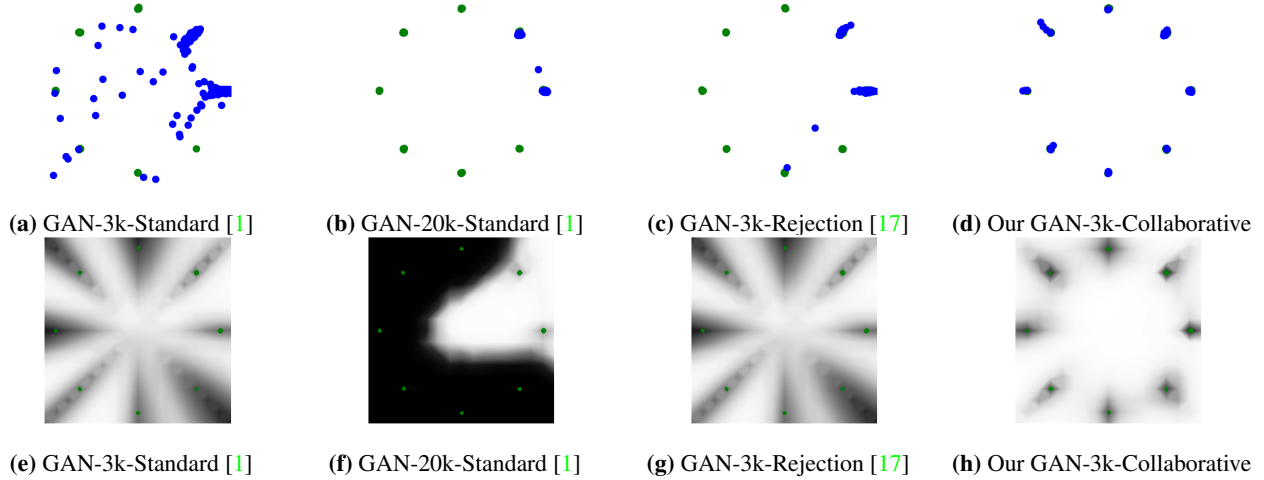 (a) GAN-3k-Standard [1]
(b) GAN-20k-Standard [1]
(c) GAN-3k-Rejection [17]
(d) Our GAN-3k-Collaborative
(e) GAN-3k-Standard [1]
(f) GAN-20k-Standard [1]
(g) GAN-3k-Rejection [17]
(h) Our GAN-3k-Collaborative